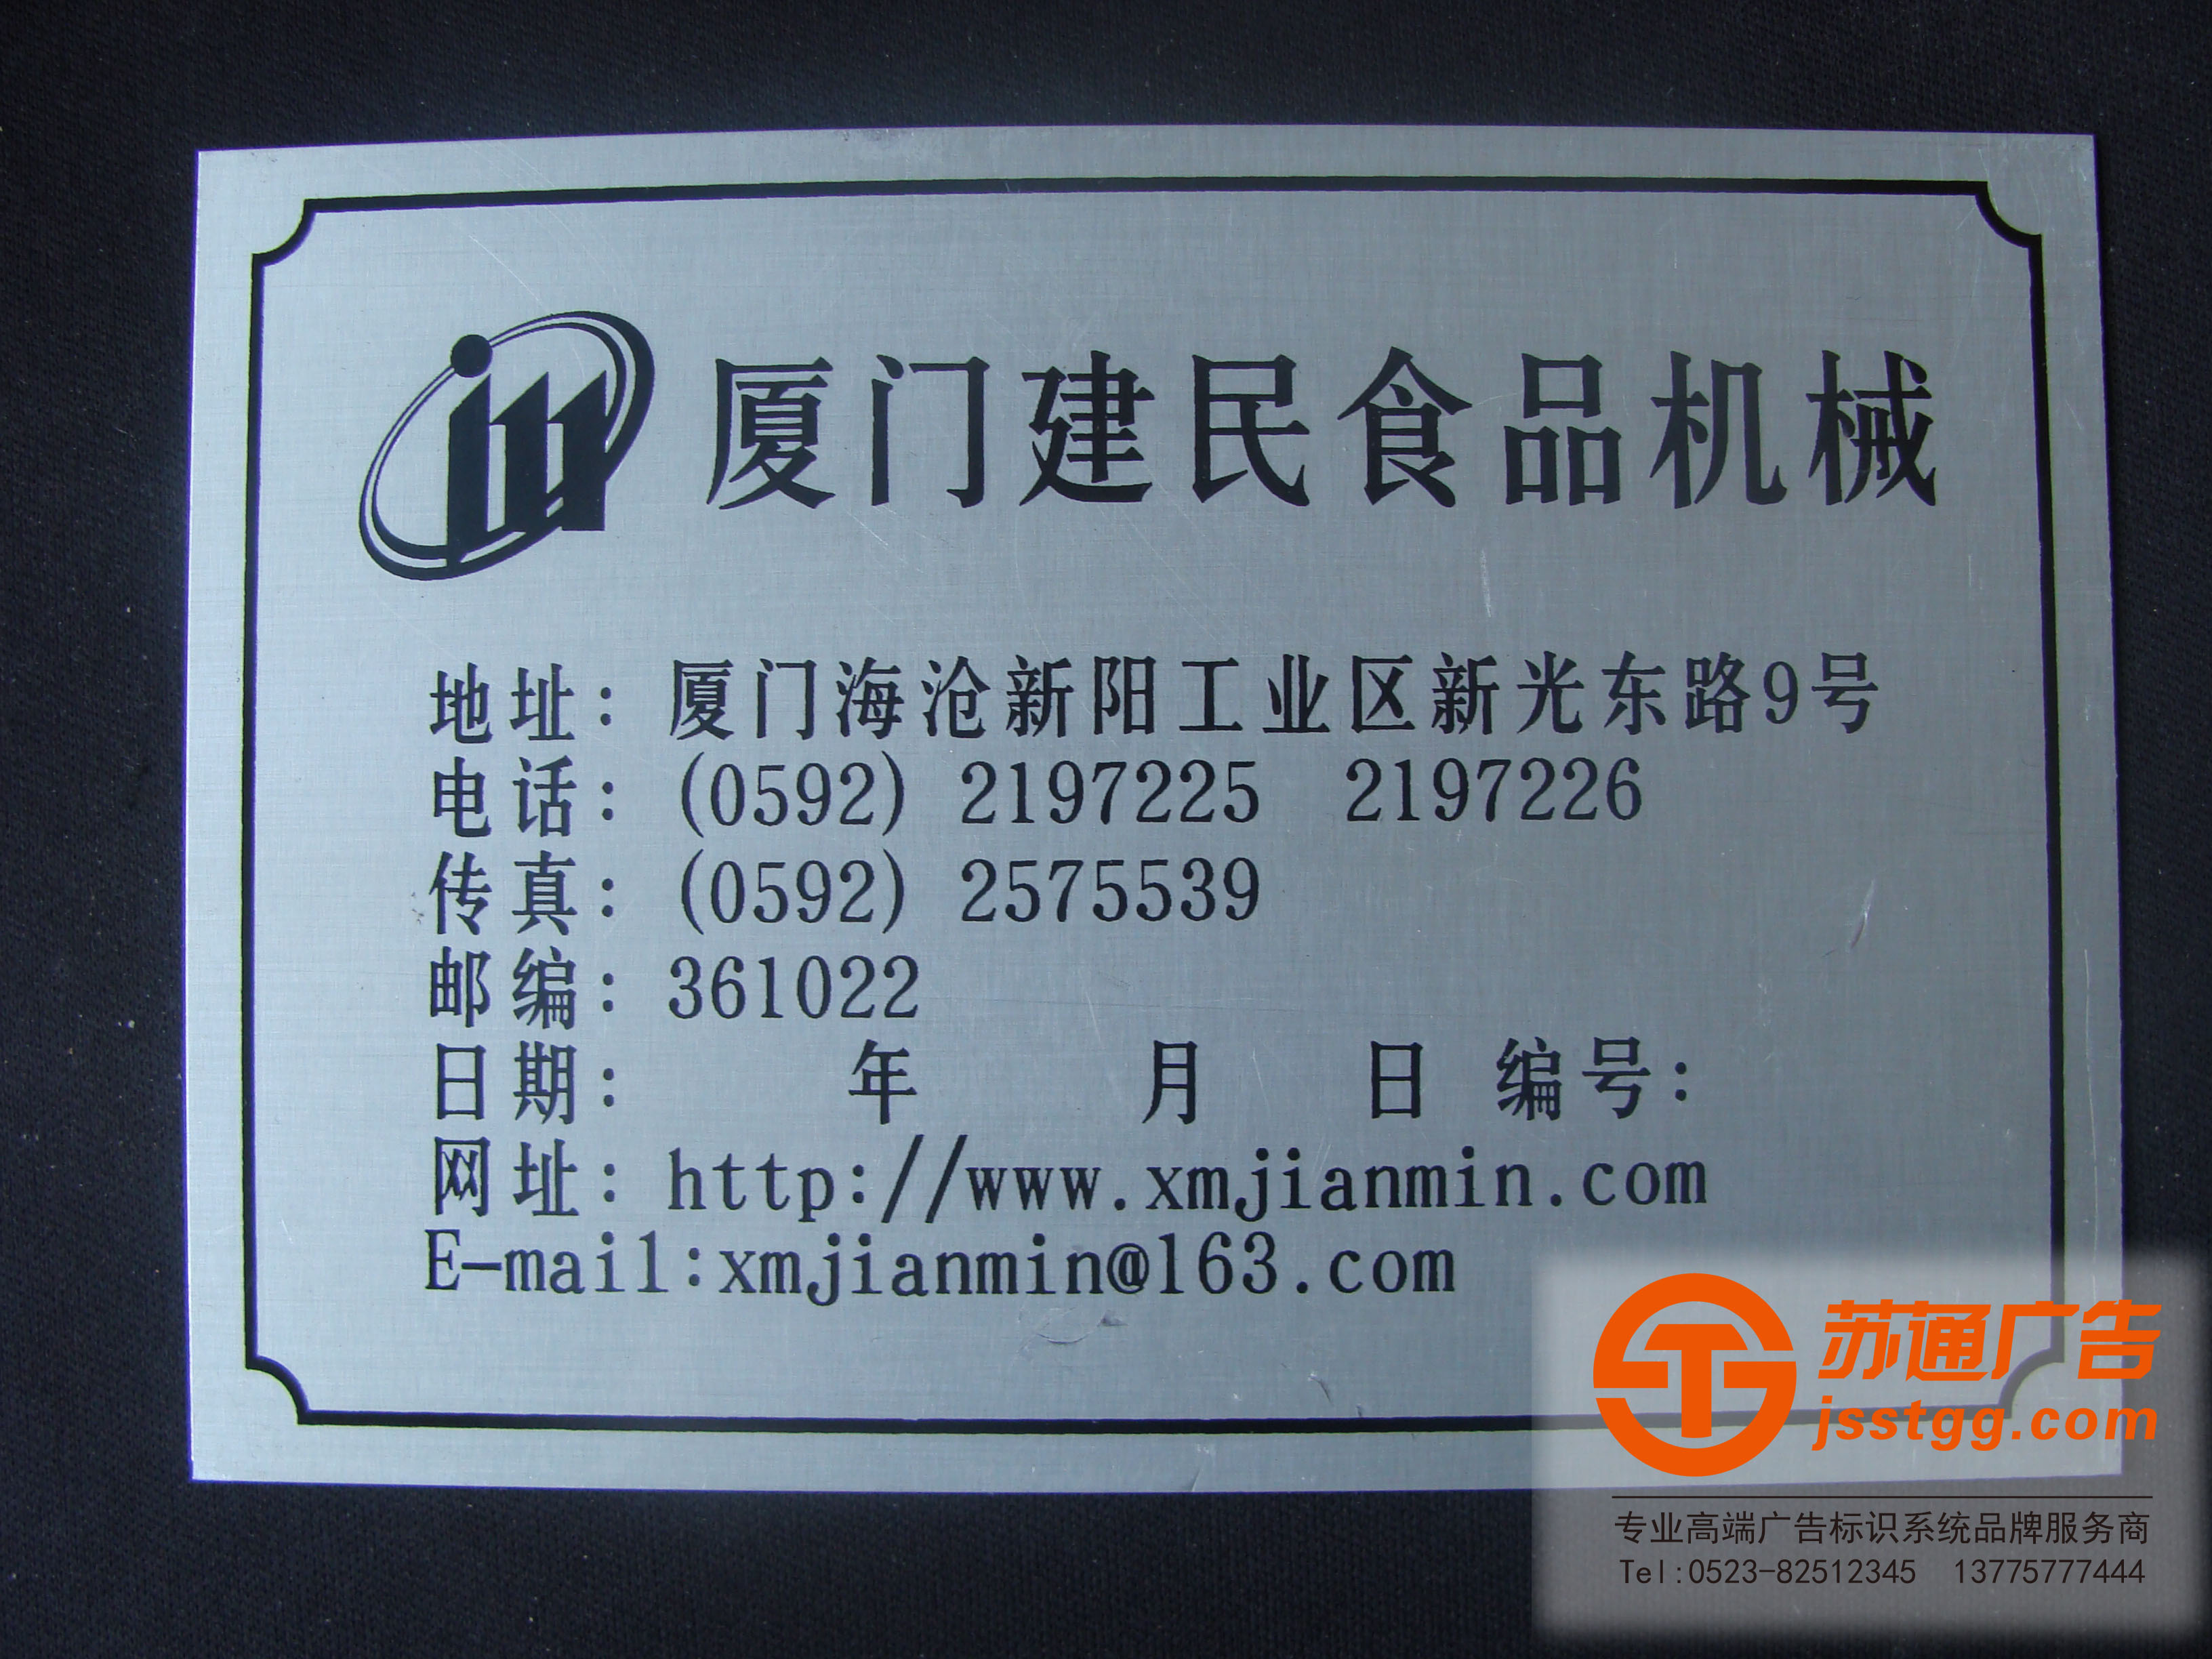 厦门建民食品机械
地址：厦门海沧新阳工业区新光东路9号
电话：(0592) 2197225 2197226
传真：(0592) 2575539
邮编：361022
日期： 年 月 日 编号：
网址：http://www.xmjianmin.com
E-mail:xmjianmin@163.com
苏通广告
jsstgg.com
专业高端广告标识系统品牌服务商
Tel:0523-82512345 13775777444